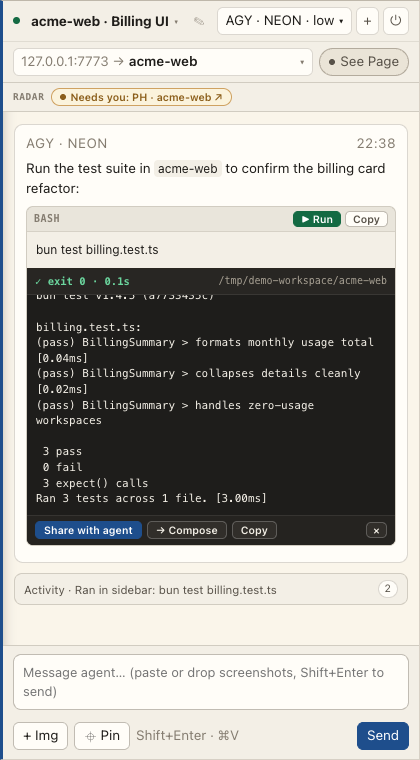 acme-web · Billing UI
AGY · NEON · low
+
127.0.0.1:7773 → acme-web
See Page
RADAR
Needs you: PH · acme-web ↗
AGY · NEON
22:38
Run the test suite in acme-web to confirm the billing card
refactor:
BASH
▶ Run
Copy
bun test billing.test.ts
✓ exit 0 · 0.1s
/tmp/demo-workspace/acme-web
billing.test.ts:
(pass) BillingSummary > formats monthly usage total
[0.04ms]
(pass) BillingSummary > collapses details cleanly
[0.02ms]
(pass) BillingSummary > handles zero-usage
workspaces
3 pass
0 fail
3 expect() calls
Ran 3 tests across 1 file. [3.00ms]
Share with agent
→ Compose
Copy
×
Activity · Ran in sidebar: bun test billing.test.ts
2
Message agent… (paste or drop screenshots, Shift+Enter to
send)
+ Img
Pin
Shift+Enter · ⌘V
Send